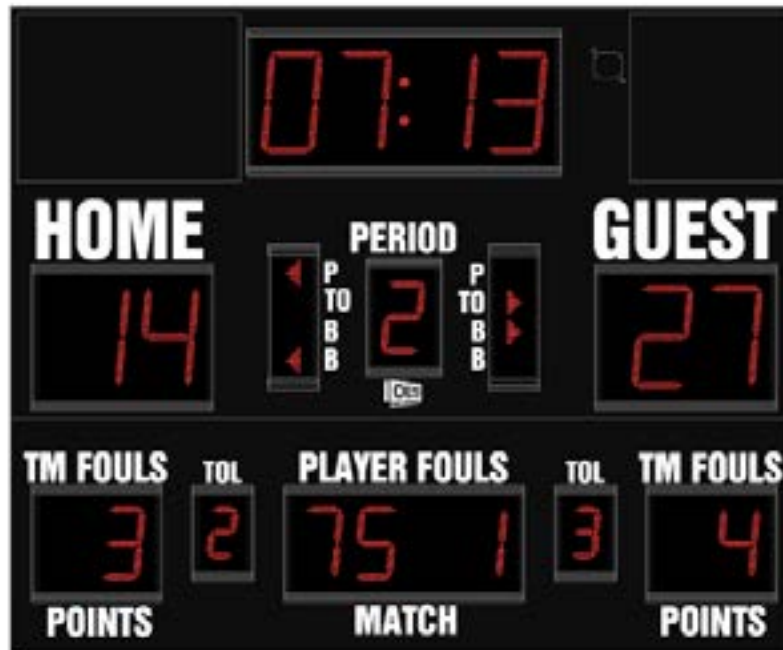 07:13
HOME
PERIOD
GUEST
P
TO
B
B
P
TO
B
B
14
2
27
TM FOULS
TOL
PLAYER FOULS
TOL
TM FOULS
3
2
75 1
3
4
POINTS
MATCH
POINTS